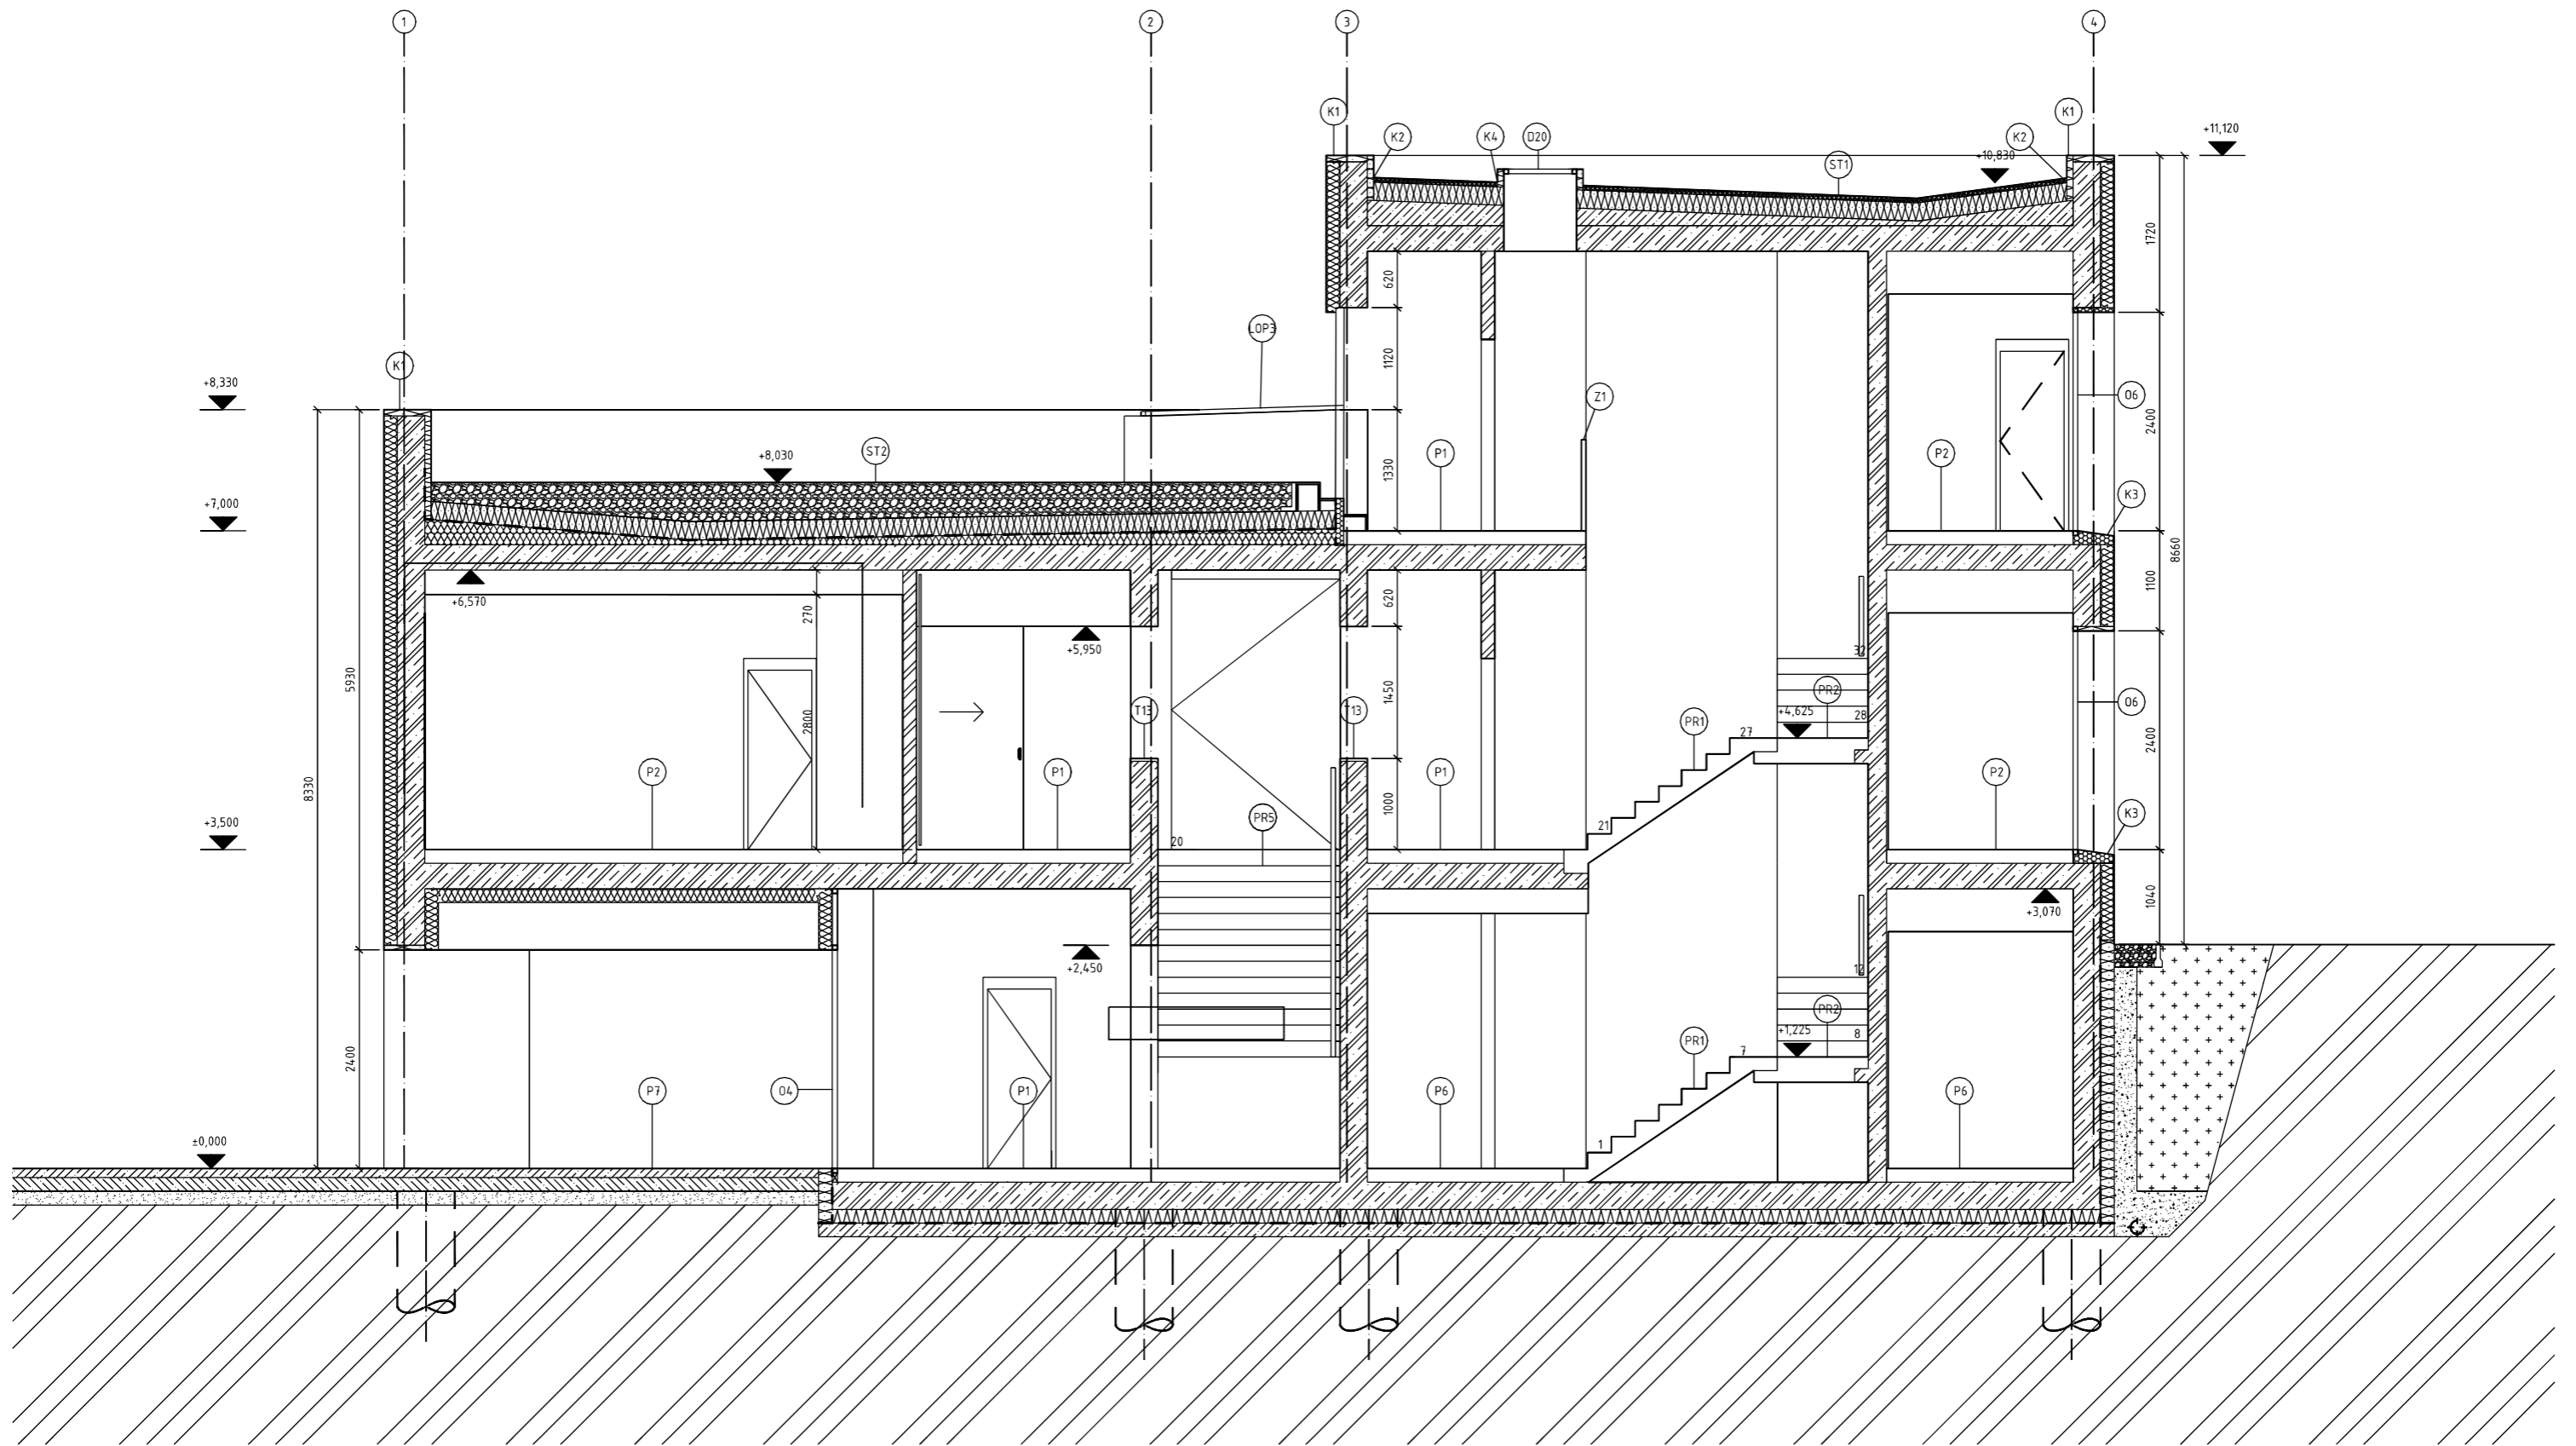 1
2
3
4
K1
K1
K2
K4
D20
K2
+11,120
+10,830
ST1
1720
620
LOP3
1120
K1
+8,330
Z1
O6
2400
ST2
+8,030
P1
P2
1330
K3
+7,000
8660
1100
+6,570
270
620
+5,950
32
5930
PR2
O6
T13
T13
1450
+4,625
28
PR1
2800
27
2400
P2
P1
P1
P2
8330
1000
PR5
K3
21
+3,500
20
1040
+3,070
+2,450
12
PR2
+1,225
8
PR1
7
2400
P7
O4
P1
P6
P6
±0,000
1